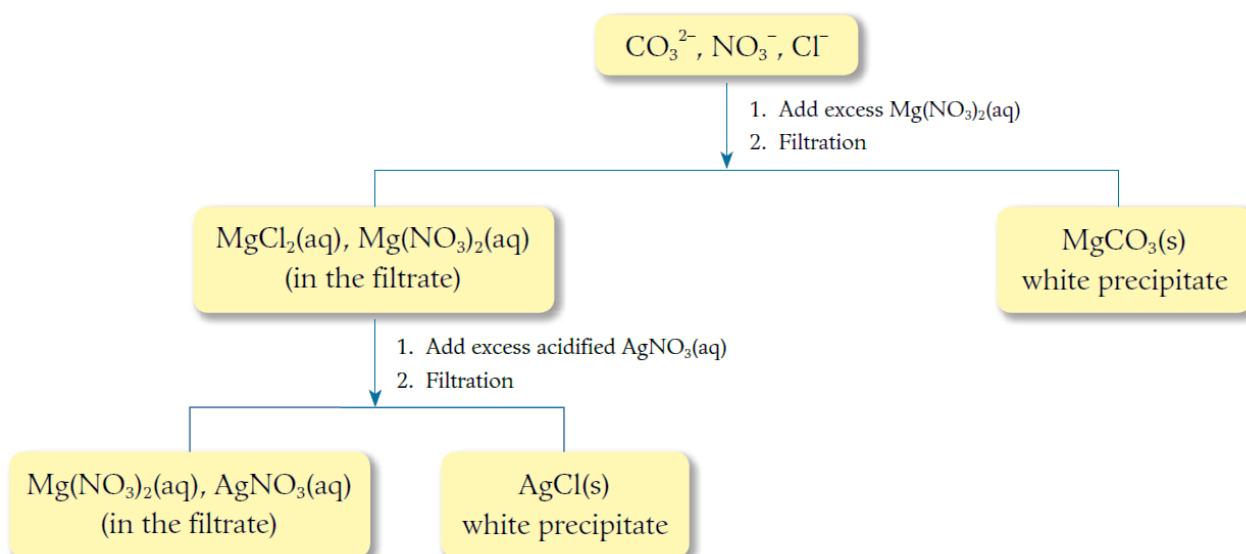 CO₃²⁻, NO₃⁻, Cl⁻
1. Add excess Mg(NO₃)₂(aq)
2. Filtration
MgCl₂(aq), Mg(NO₃)₂(aq)
(in the filtrate)
MgCO₃(s)
white precipitate
1. Add excess acidified AgNO₃(aq)
2. Filtration
Mg(NO₃)₂(aq), AgNO₃(aq)
(in the filtrate)
AgCl(s)
white precipitate